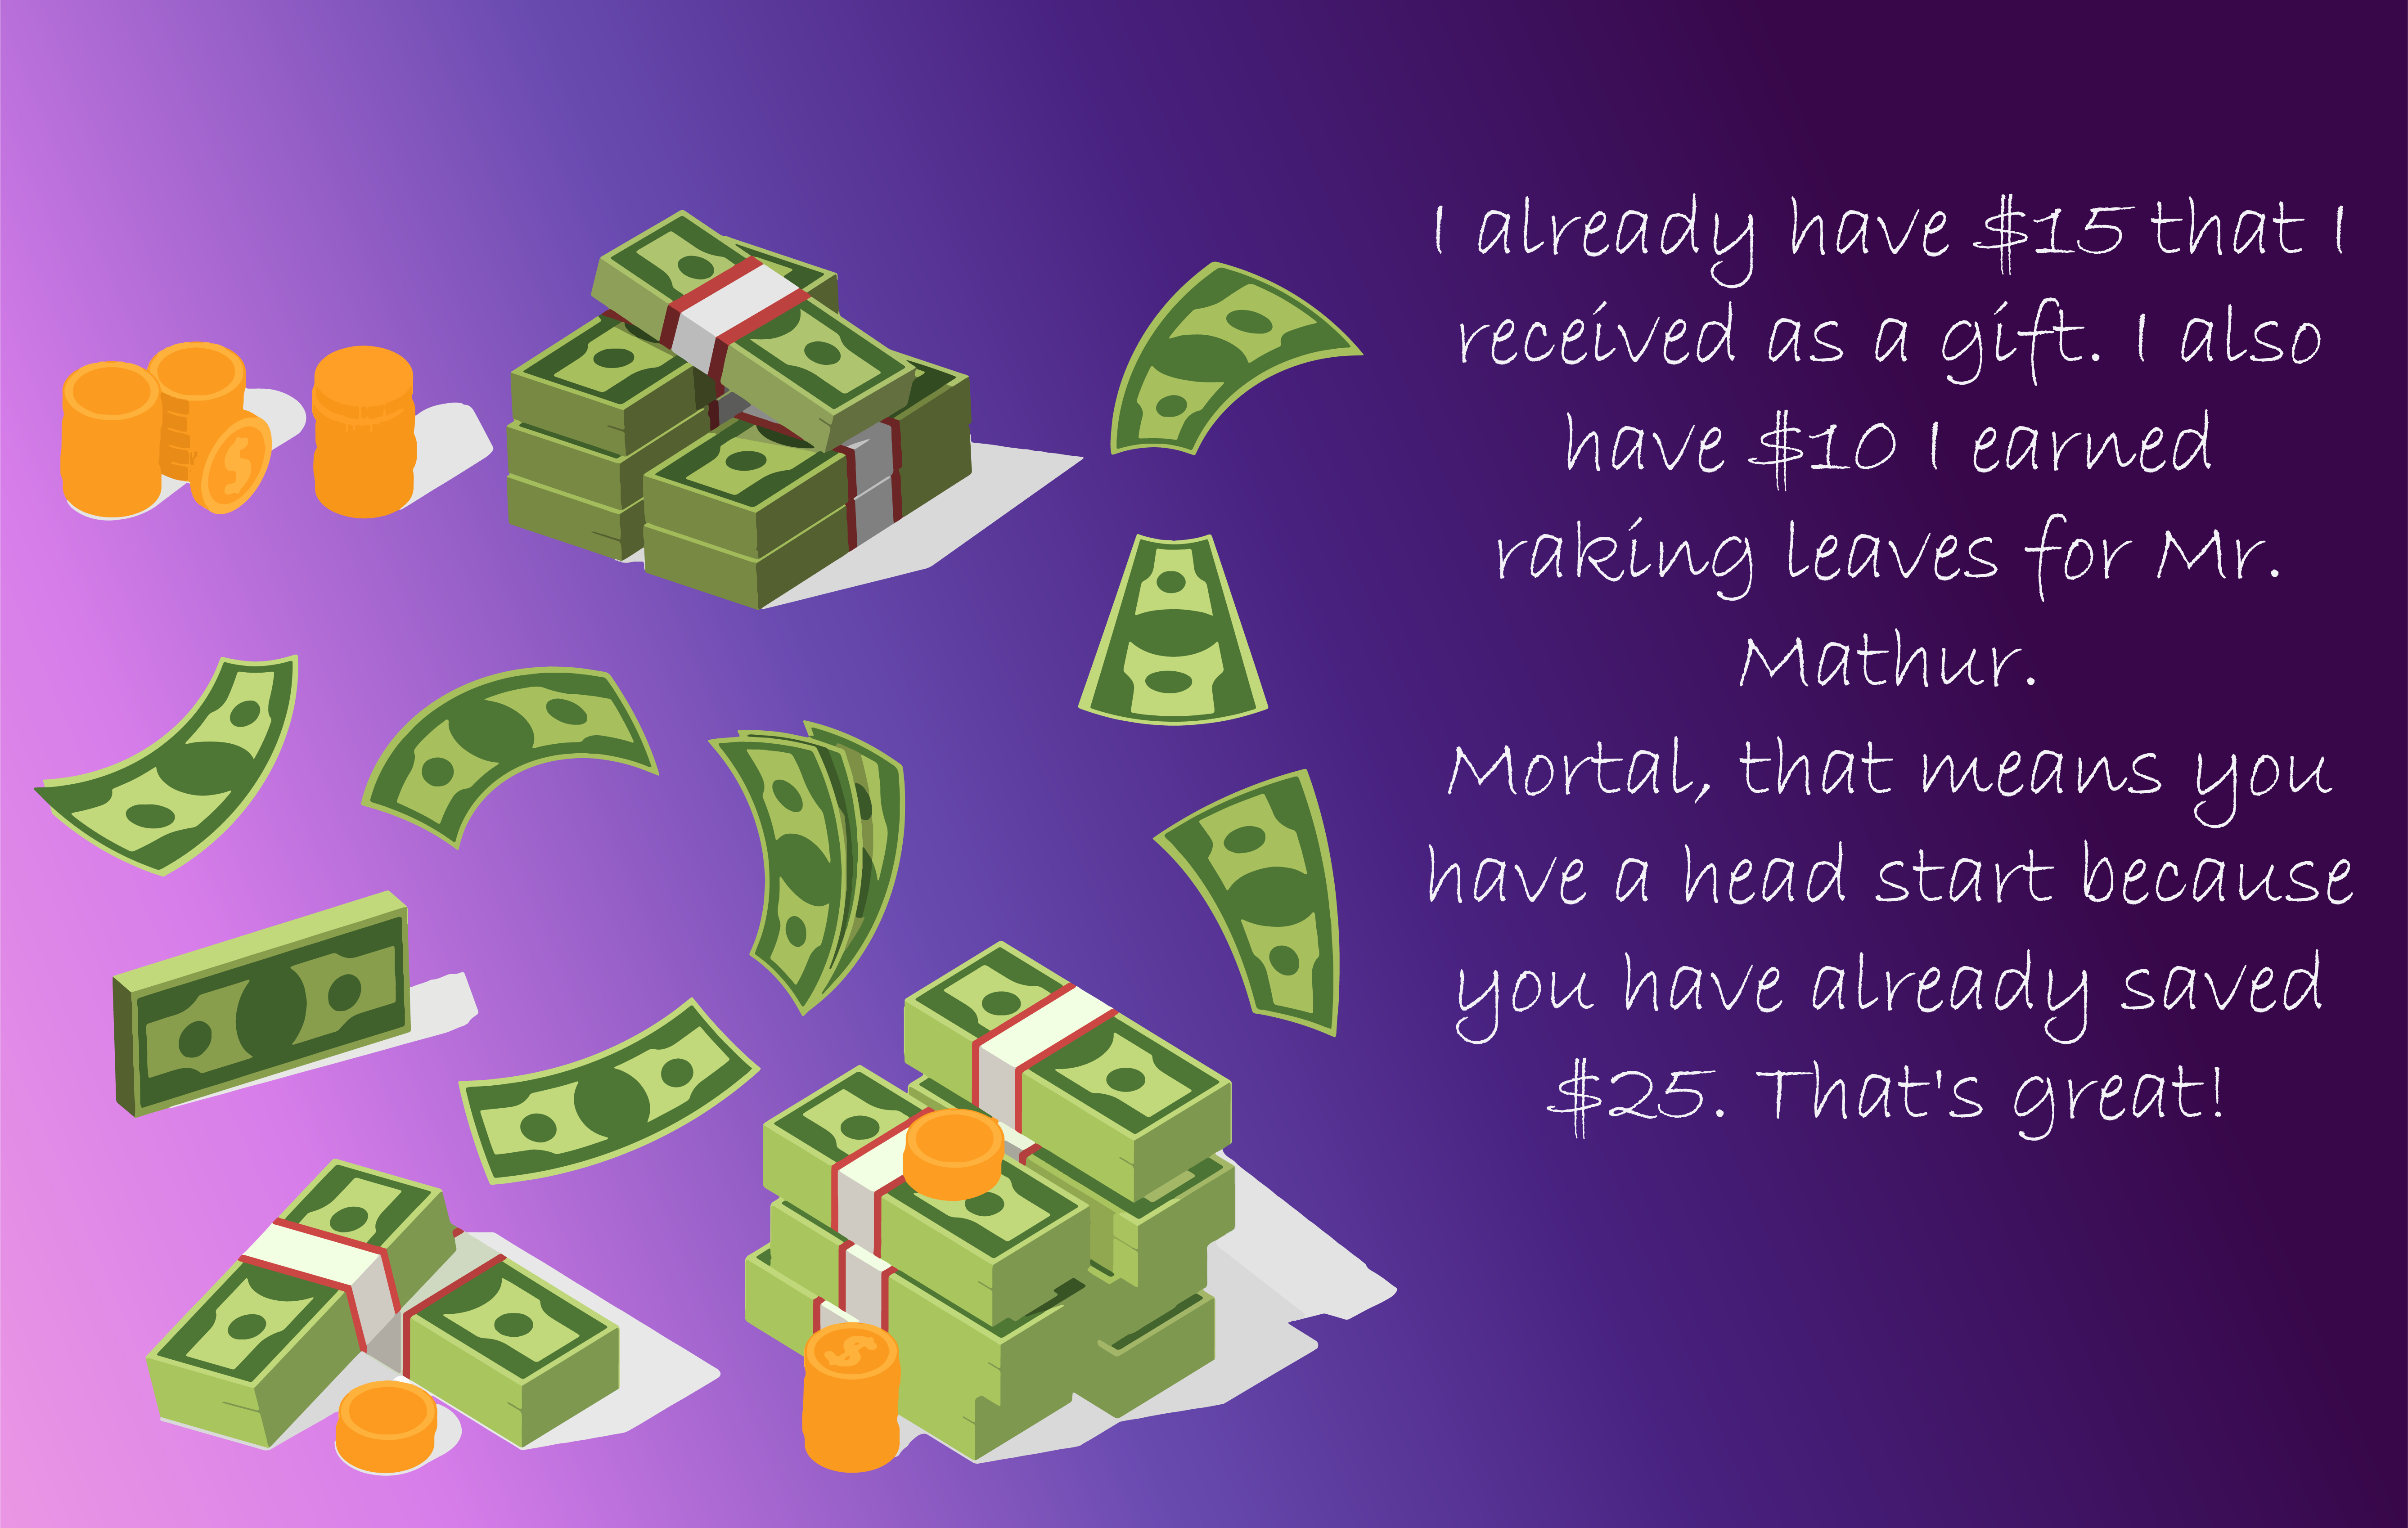 I already have $15 that I
received as a gift. I also
have $10 I earned
raking leaves for Mr.
Mathur.
Mortal, that means you
have a head start because
you have already saved
$25. That's great!